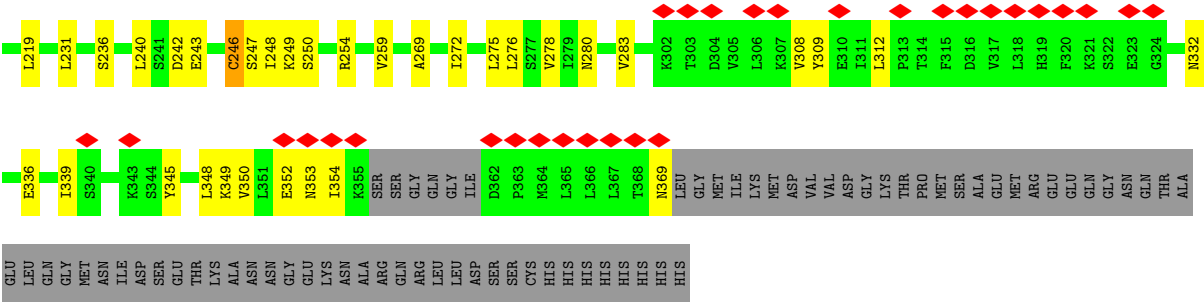 L219 L231 S236 L240 S241 D242 E243 C246 S247 I248 K249 S250 R254 V259 A269 I272 L275 L276 S277 V278 I279 N280 V283 K302 T303 D304 V305 L306 K307 V308 Y309 E310 I311 L312 P313 T314 F315 D316 V317 L318 H319 F320 K321 S322 E323 G324 N332
E336 I339 S340 K343 S344 Y345 L348 K349 V350 L351 E352 N353 I354 K355 SER SER GLY GLN GLY ILE D362 P363 M364 L365 L366 L367 T368 N369 LEU GLY MET ILE LYS MET ASP VAL VAL ASP GLY LYS THR PRO MET SER ALA GLU MET ARG GLU GLU GLN GLY ASN GLN THR ALA
GLU LEU GLN GLY MET ASN ILE ASP SER GLU THR LYS ALA ASN ASN GLY GLU LYS ASN ALA ARG GLN ARG LEU LEU ASP SER SER CYS HIS HIS HIS HIS HIS HIS HIS HIS